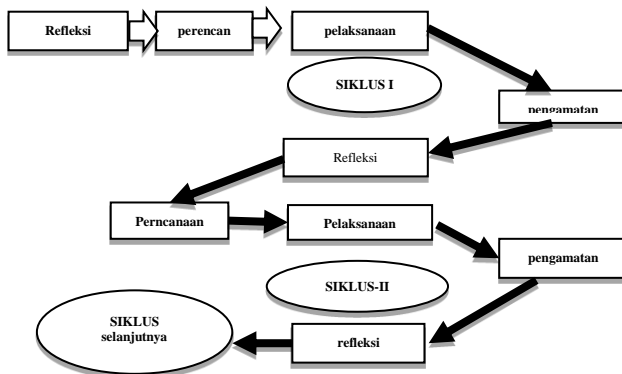 Refleksi
perencan
pelaksanaan
SIKLUS I
pengamatan
Refleksi
Perncanaan
Pelaksanaan
pengamatan
SIKLUS-II
SIKLUS
selanjutnya
refleksi